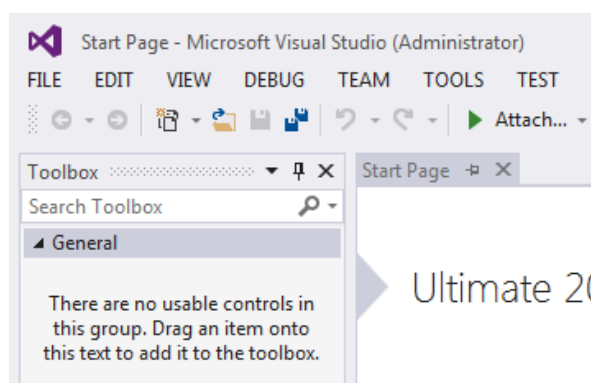 Start Page - Microsoft Visual Studio (Administrator)
FILE EDIT VIEW DEBUG TEAM TOOLS TEST
Attach...
Toolbox
Start Page
Search Toolbox
General
Ultimate 20
There are no usable controls in
this group. Drag an item onto
this text to add it to the toolbox.